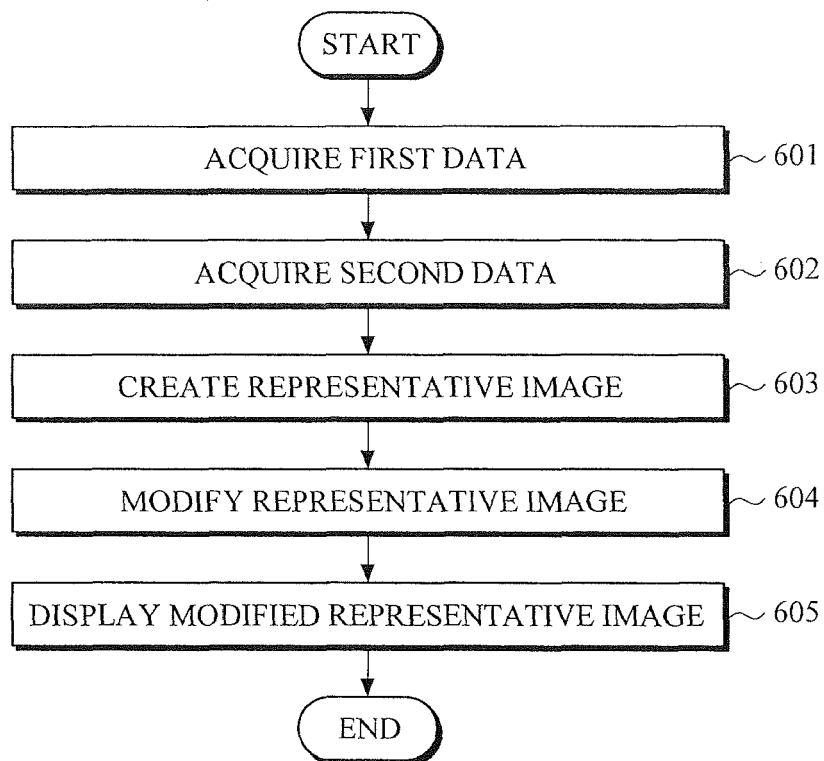 START
ACQUIRE FIRST DATA
601
ACQUIRE SECOND DATA
602
CREATE REPRESENTATIVE IMAGE
603
MODIFY REPRESENTATIVE IMAGE
604
DISPLAY MODIFIED REPRESENTATIVE IMAGE
605
END